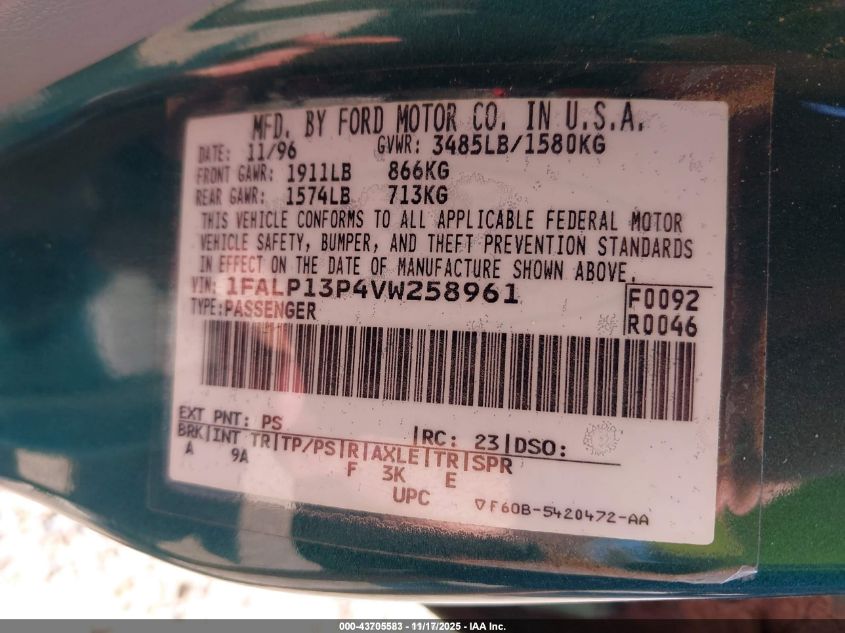 MFD. BY FORD MOTOR CO. IN U.S.A.
DATE: 11/96 GVWR: 3485LB/1580KG
FRONT GAWR: 1911LB 866KG
REAR GAWR: 1574LB 713KG
THIS VEHICLE CONFORMS TO ALL APPLICABLE FEDERAL MOTOR
VEHICLE SAFETY, BUMPER, AND THEFT PREVENTION STANDARDS
IN EFFECT ON THE DATE OF MANUFACTURE SHOWN ABOVE.
VIN: 1FALP13P4VW258961
F0092
TYPE:PASSENGER
R0046
EXT PNT: PS |RC: 23|DSO:
BRK|INT TR|TP/PS|R|AXLE|TR|SPR
A 9A F 3K E
UPC ▽F60B-5420472-AA
000-43705583 - 11/17/2025 - IAA Inc.